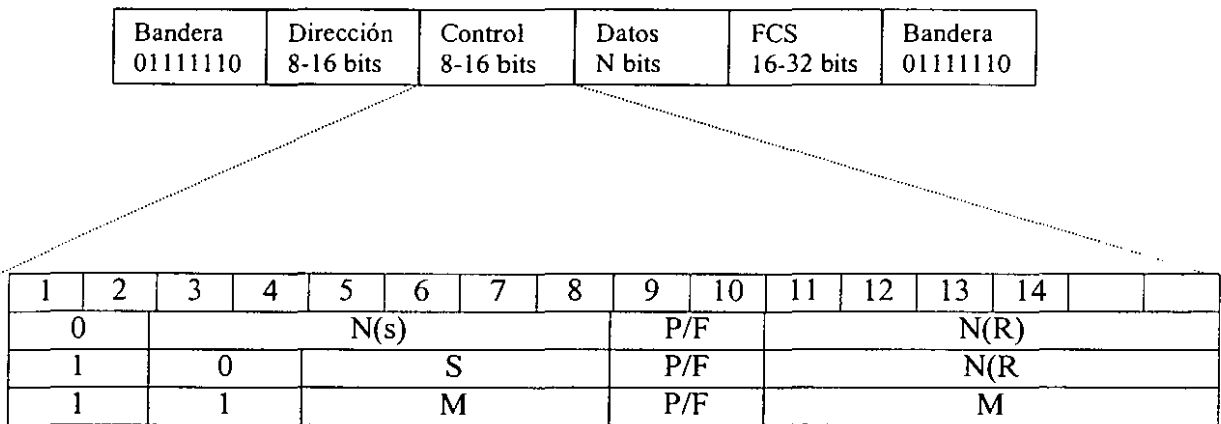 Bandera Dirección Control Datos FCS Bandera
01111110 8-16 bits 8-16 bits N bits 16-32 bits 01111110
1 2 3 4 5 6 7 8 9 10 11 12 13 14
0 N(s) P/F N(R)
1 0 S P/F N(R
1 1 M P/F M